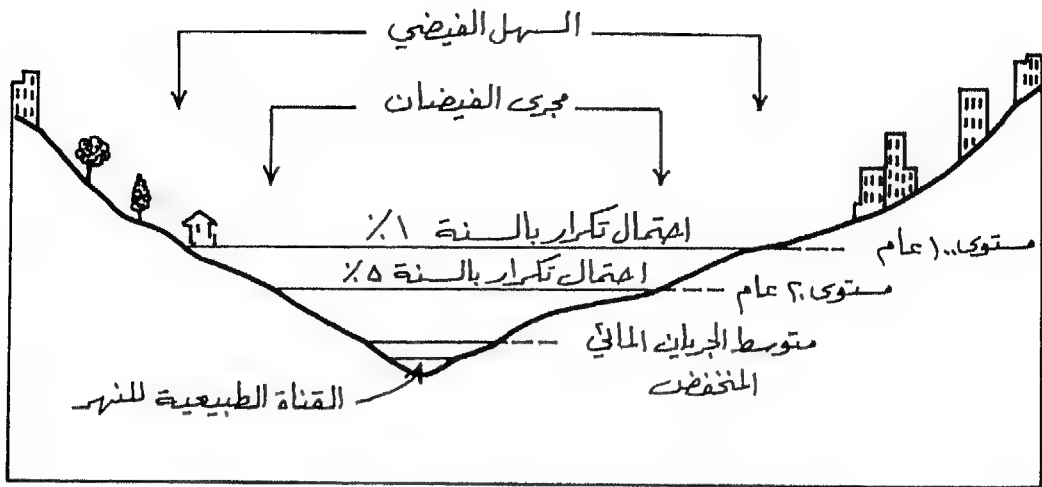 السهل الفيضي
مجرى الفيضان
احتمال تكرار بالسنة ١٪
مستوى ١٠٠ عام
احتمال تكرار بالسنة ٥٪
مستوى ٢٠ عام
متوسط الجريان المائي
المنخفض
القناة الطبيعية للنهر